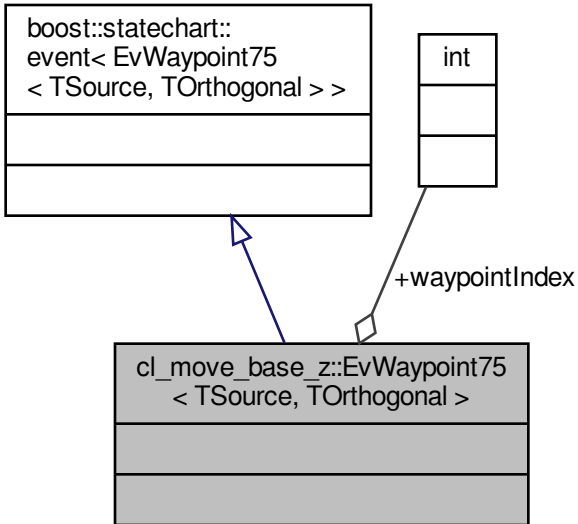 boost::statechart::
event< EvWaypoint75
< TSource, TOrthogonal > >
int
+waypointIndex
cl_move_base_z::EvWaypoint75
< TSource, TOrthogonal >